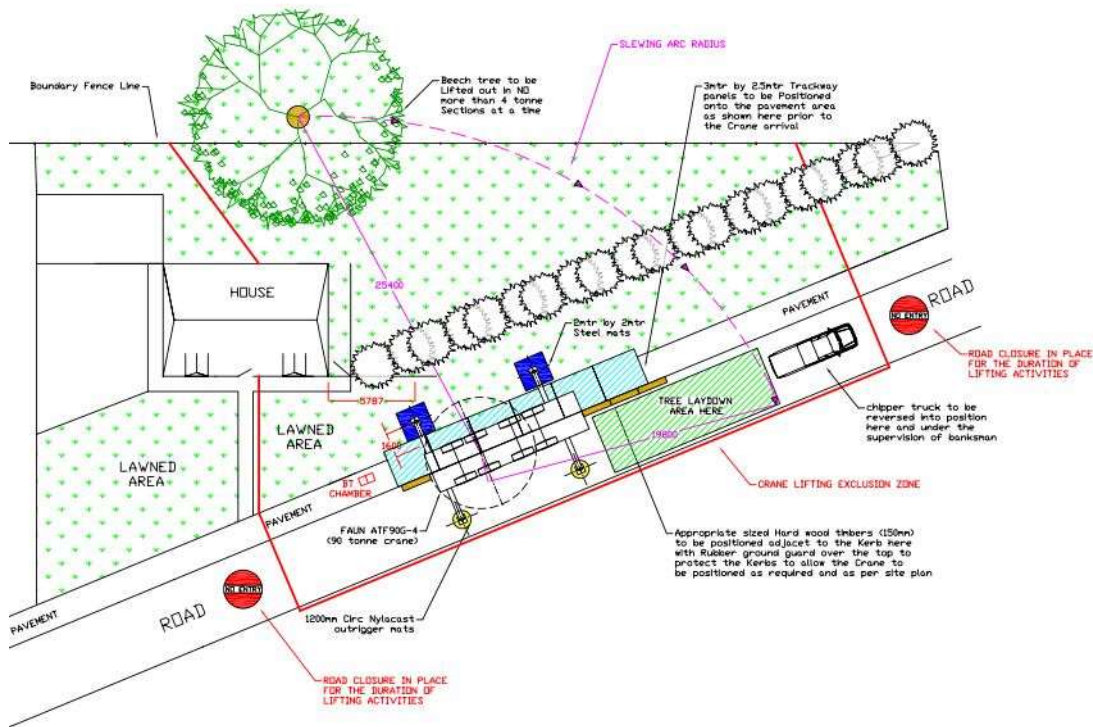 SLEWING ARC RADIUS
Boundary Fence Line
Beech tree to be
Lifted out in NO
more than 4 tonne
Sections at a time
3mtr by 2.5mtr Trackway
panels to be Positioned
onto the pavement area
as shown here prior to
the Crane arrival
25400
HOUSE
2mtr by 2mtr
Steel mats
PAVEMENT
NO ENTRY
ROAD
ROAD CLOSURE IN PLACE
FOR THE DURATION OF
LIFTING ACTIVITIES
5787
TREE LAYDOWN
AREA HERE
chipper truck to be
reversed into position
here and under the
supervision of banksman
LAWNED
AREA
1600
19800
LAWNED
AREA
BT
CHAMBER
CRANE LIFTING EXCLUSION ZONE
PAVEMENT
FAUN ATF90G-4
(90 tonne crane)
Appropriate sized Hard wood timbers (150mm)
to be positioned adjacet to the Kerb here
with Rubber ground guard over the top to
protect the Kerbs to allow the Crane to
be positioned as required and as per site plan
NO ENTRY
ROAD
PAVEMENT
1200mm Circ Nylacast
outrigger mats
ROAD CLOSURE IN PLACE
FOR THE DURATION OF
LIFTING ACTIVITIES